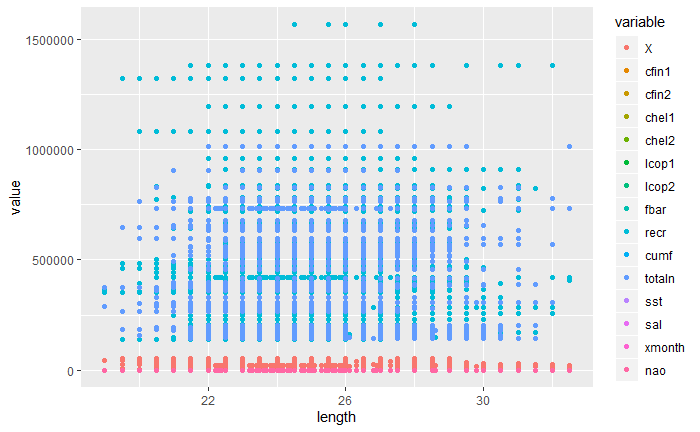 1500000
1000000
500000
0
value
22
26
30
length
variable
X
cfin1
cfin2
chel1
chel2
lcop1
lcop2
fbar
recr
cumf
totaln
sst
sal
xmonth
nao